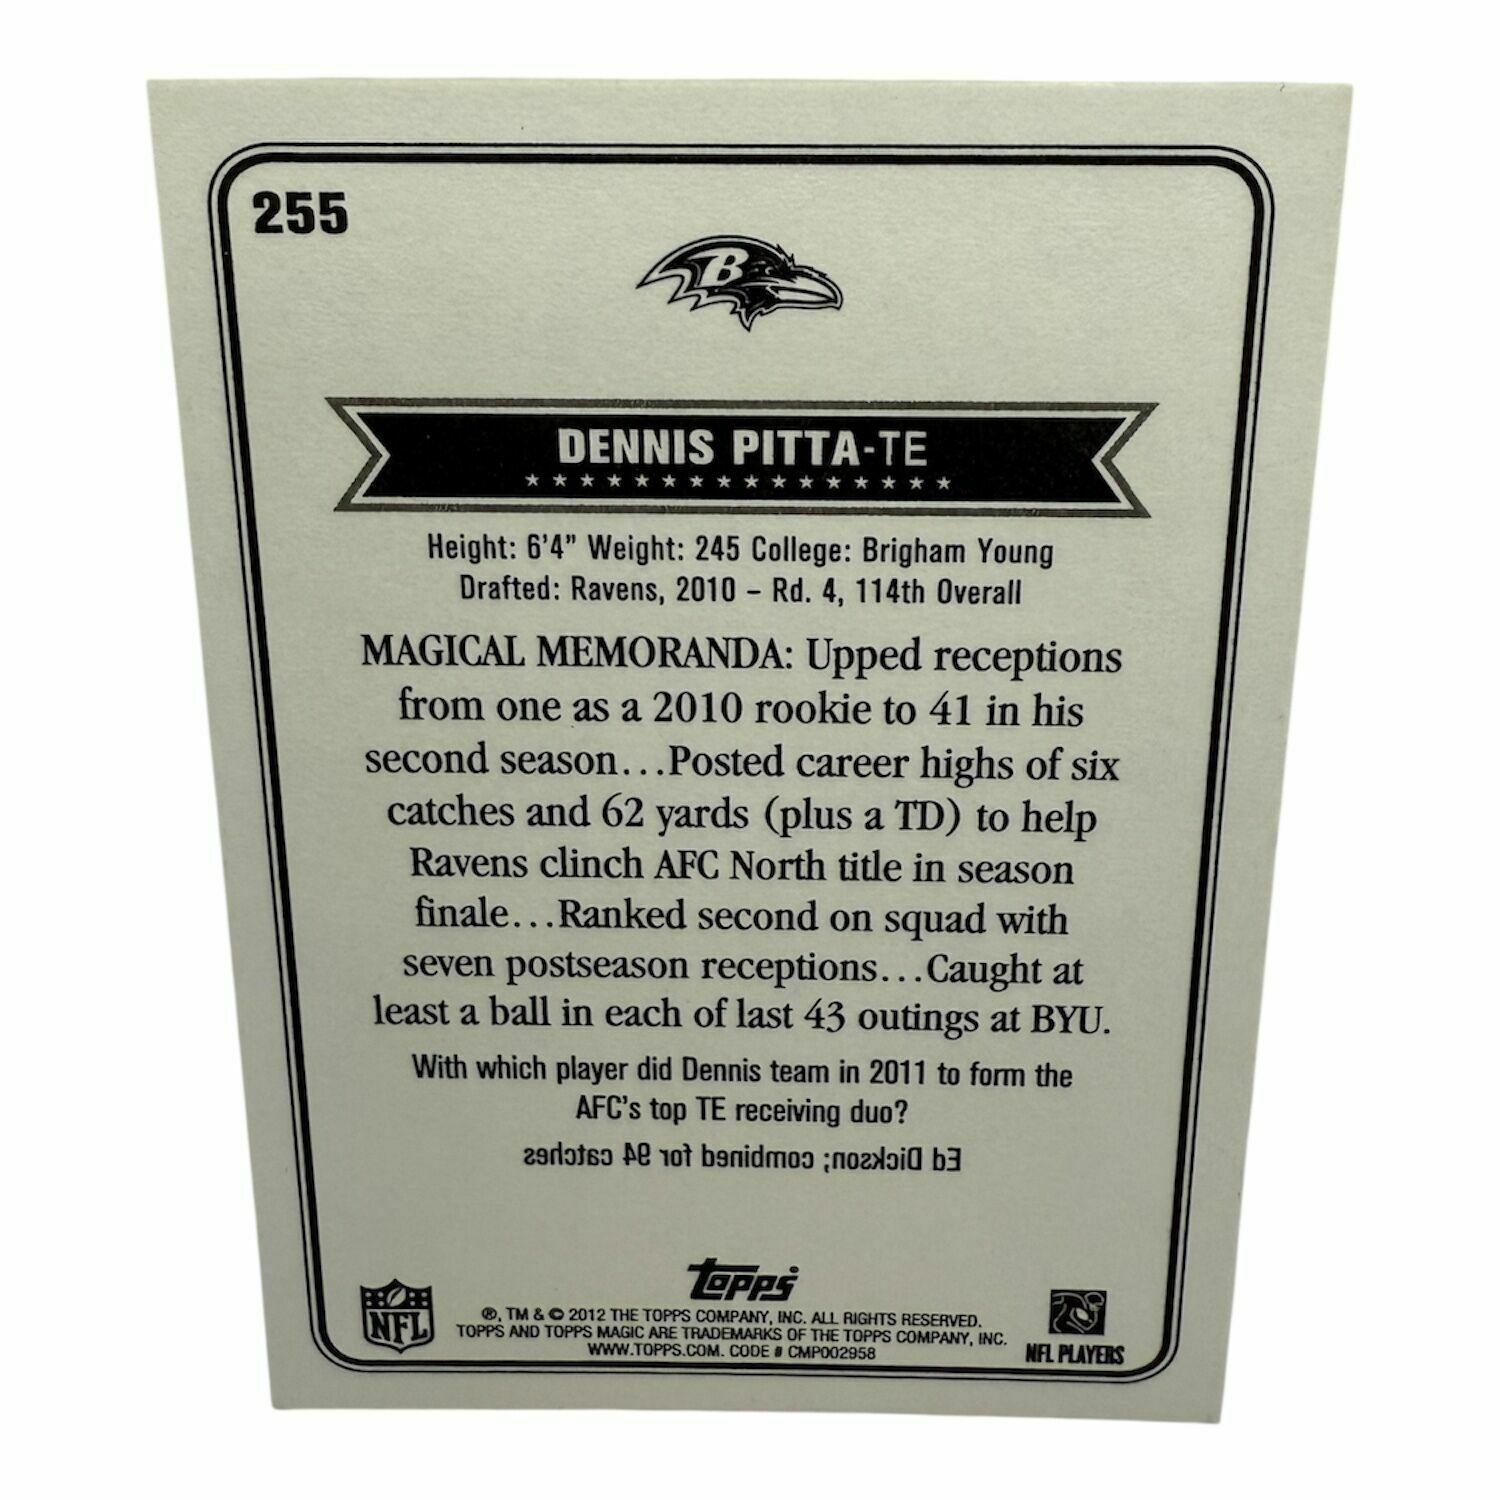 255
B
DENNIS PITTA-TE
Height: 6'4" Weight: 245 College: Brigham Young
Drafted: Ravens, 2010 – Rd. 4, 114th Overall
MAGICAL MEMORANDA: Upped receptions
from one as a 2010 rookie to 41 in his
second season...Posted career highs of six
catches and 62 yards (plus a TD) to help
Ravens clinch AFC North title in season
finale...Ranked second on squad with
seven postseason receptions...Caught at
least a ball in each of last 43 outings at BYU.
With which player did Dennis team in 2011 to form the
AFC's top TE receiving duo?
Ed Dickson; combined for 94 catches
topps
®, TM & © 2012 THE TOPPS COMPANY, INC. ALL RIGHTS RESERVED.
TOPPS AND TOPPS MAGIC ARE TRADEMARKS OF THE TOPPS COMPANY, INC.
WWW.TOPPS.COM. CODE # CMP002958
NFL
NFL PLAYERS